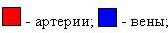 - артерии; - вены;